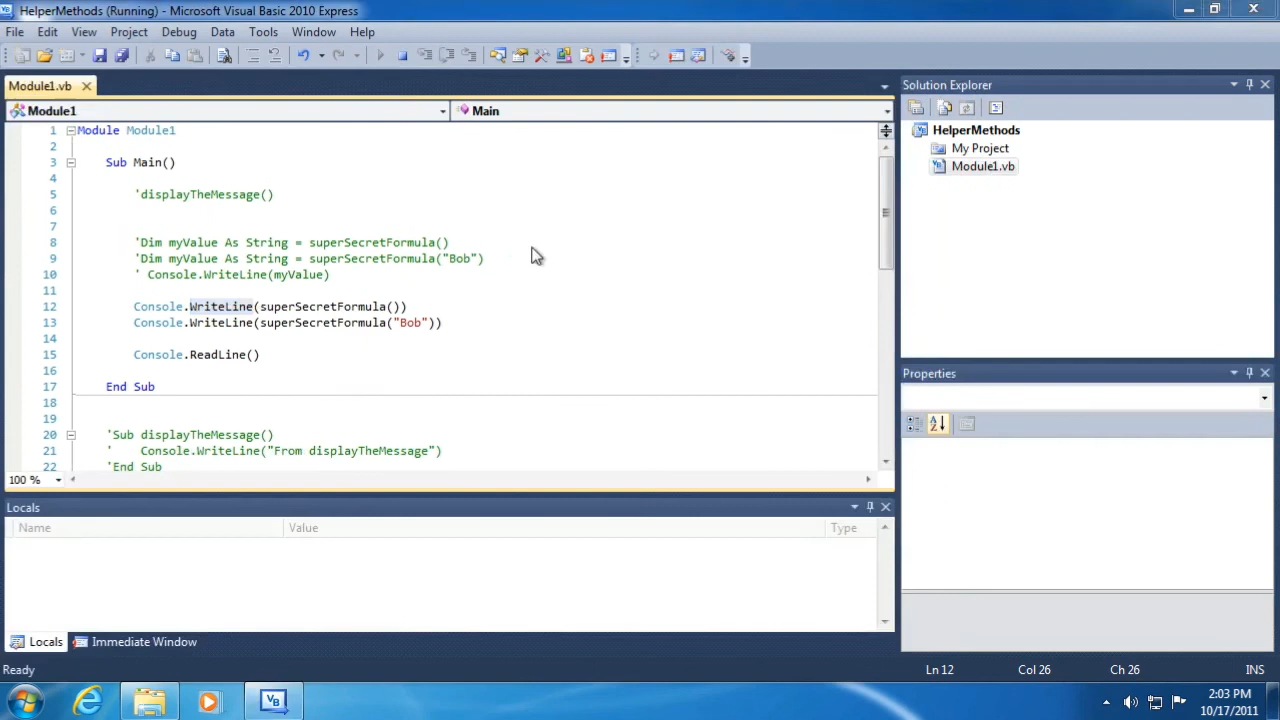 HelperMethods (Running) - Microsoft Visual Basic 2010 Express
File Edit View Project Debug Data Tools Window Help
Module1.vb
Module1 Main
1 Module Module1
2
3 Sub Main()
4
5 'displayTheMessage()
6
7
8 'Dim myValue As String = superSecretFormula()
9 'Dim myValue As String = superSecretFormula("Bob")
10 ' Console.WriteLine(myValue)
11
12 Console.WriteLine(superSecretFormula())
13 Console.WriteLine(superSecretFormula("Bob"))
14
15 Console.ReadLine()
16
17 End Sub
18
19
20 'Sub displayTheMessage()
21 ' Console.WriteLine("From displayTheMessage")
22 'End Sub
100 %
Solution Explorer
HelperMethods
My Project
Module1.vb
Properties
Locals
Name Value Type
Locals Immediate Window
Ready Ln 12 Col 26 Ch 26 INS
2:03 PM
10/17/2011